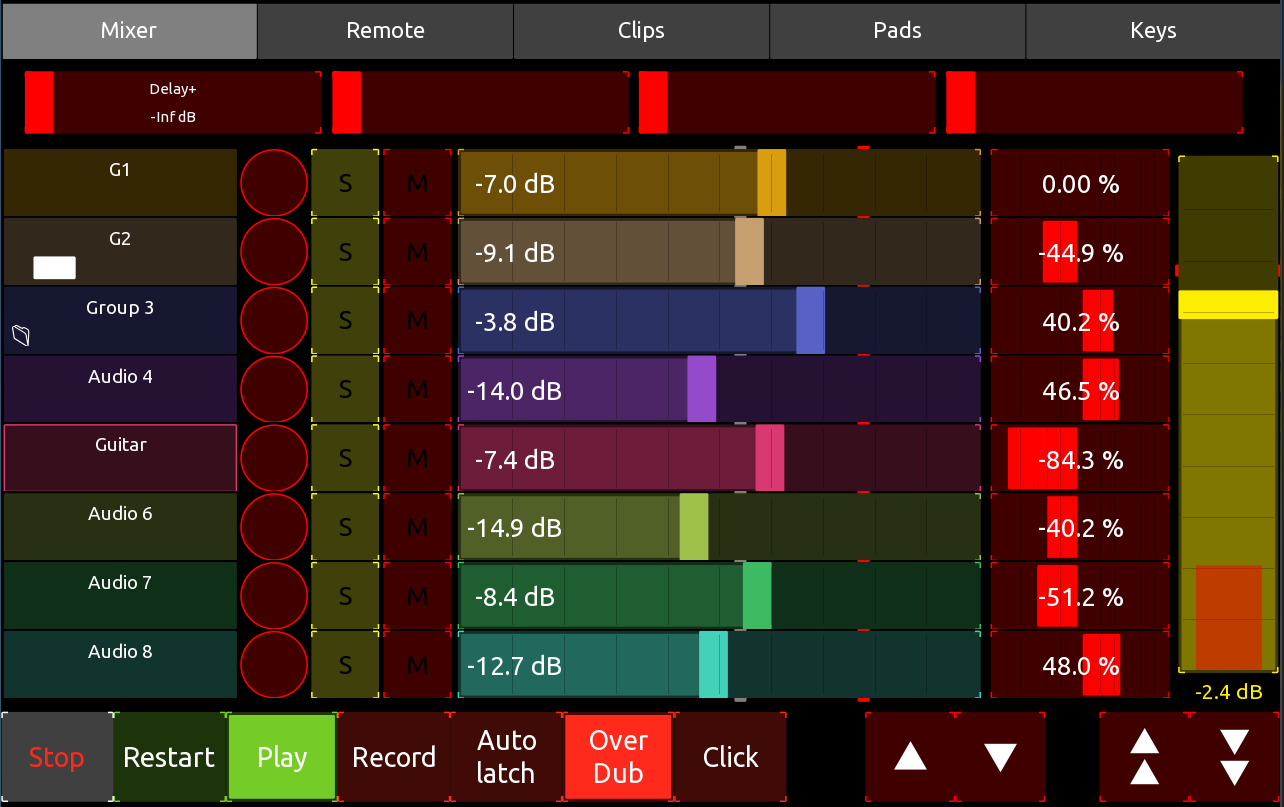 Mixer
Remote
Clips
Pads
Keys
Delay+
-Inf dB
G1
S
M
-7.0 dB
0.00 %
G2
S
M
-9.1 dB
-44.9 %
Group 3
S
M
-3.8 dB
40.2 %
Audio 4
S
M
-14.0 dB
46.5 %
Guitar
S
M
-7.4 dB
-84.3 %
Audio 6
S
M
-14.9 dB
-40.2 %
Audio 7
S
M
-8.4 dB
-51.2 %
Audio 8
S
M
-12.7 dB
48.0 %
-2.4 dB
Stop
Restart
Play
Record
Auto
latch
Over
Dub
Click